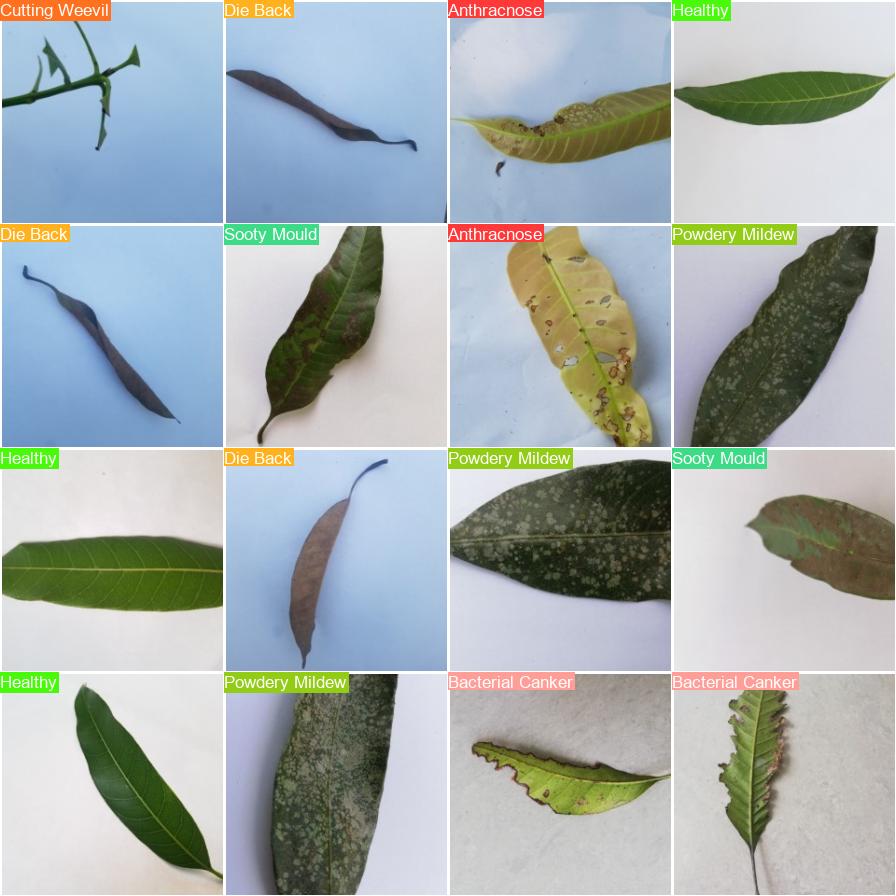 Cutting Weevil
Die Back
Anthracnose
Healthy
Die Back
Sooty Mould
Anthracnose
Powdery Mildew
Healthy
Die Back
Powdery Mildew
Sooty Mould
Healthy
Powdery Mildew
Bacterial Canker
Bacterial Canker